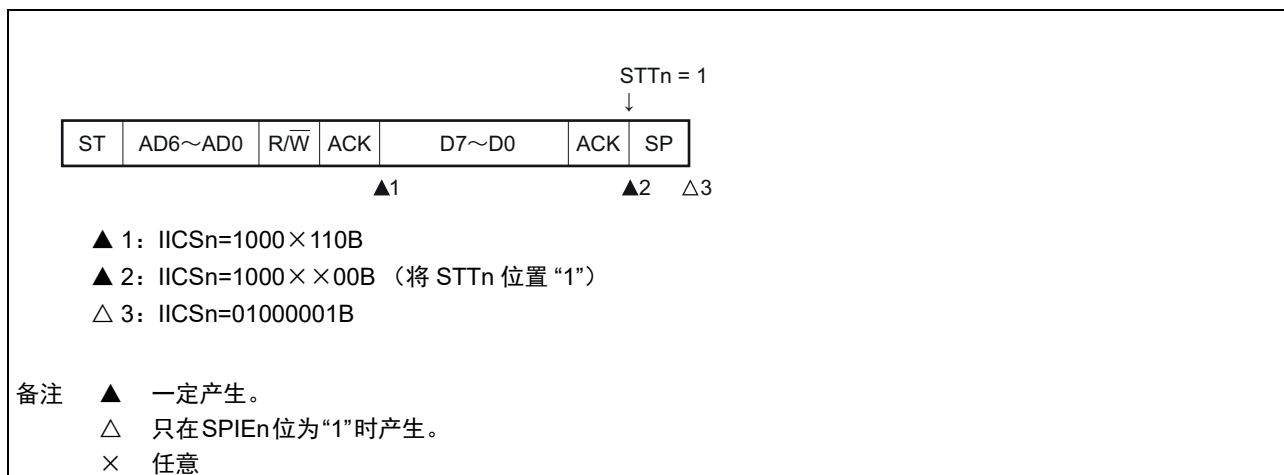 STTn = 1
↓
ST AD6～AD0 R/W̅ ACK D7～D0 ACK SP
▲1 ▲2 △3
▲ 1：IICSn=1000×110B
▲ 2：IICSn=1000××00B （将 STTn 位置 “1”）
△ 3：IICSn=01000001B
备注 ▲ 一定产生。
△ 只在SPIEn位为“1”时产生。
× 任意